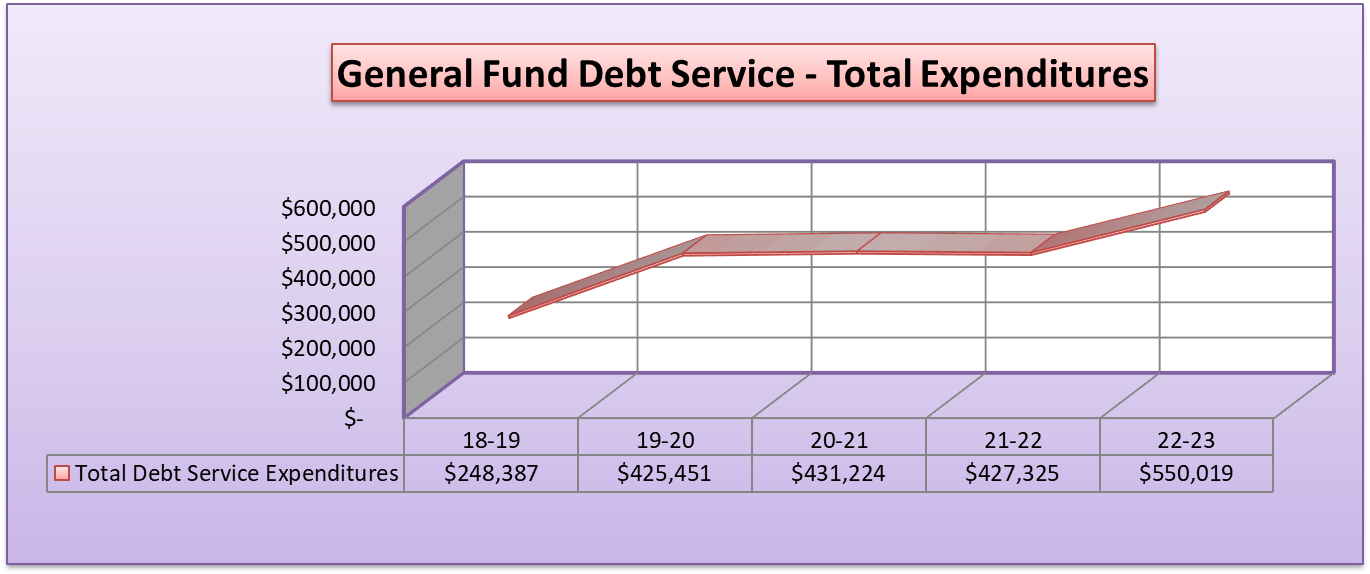 General Fund Debt Service - Total Expenditures
$600,000
$500,000
$400,000
$300,000
$200,000
$100,000
$-
18-19 19-20 20-21 21-22 22-23
Total Debt Service Expenditures $248,387 $425,451 $431,224 $427,325 $550,019